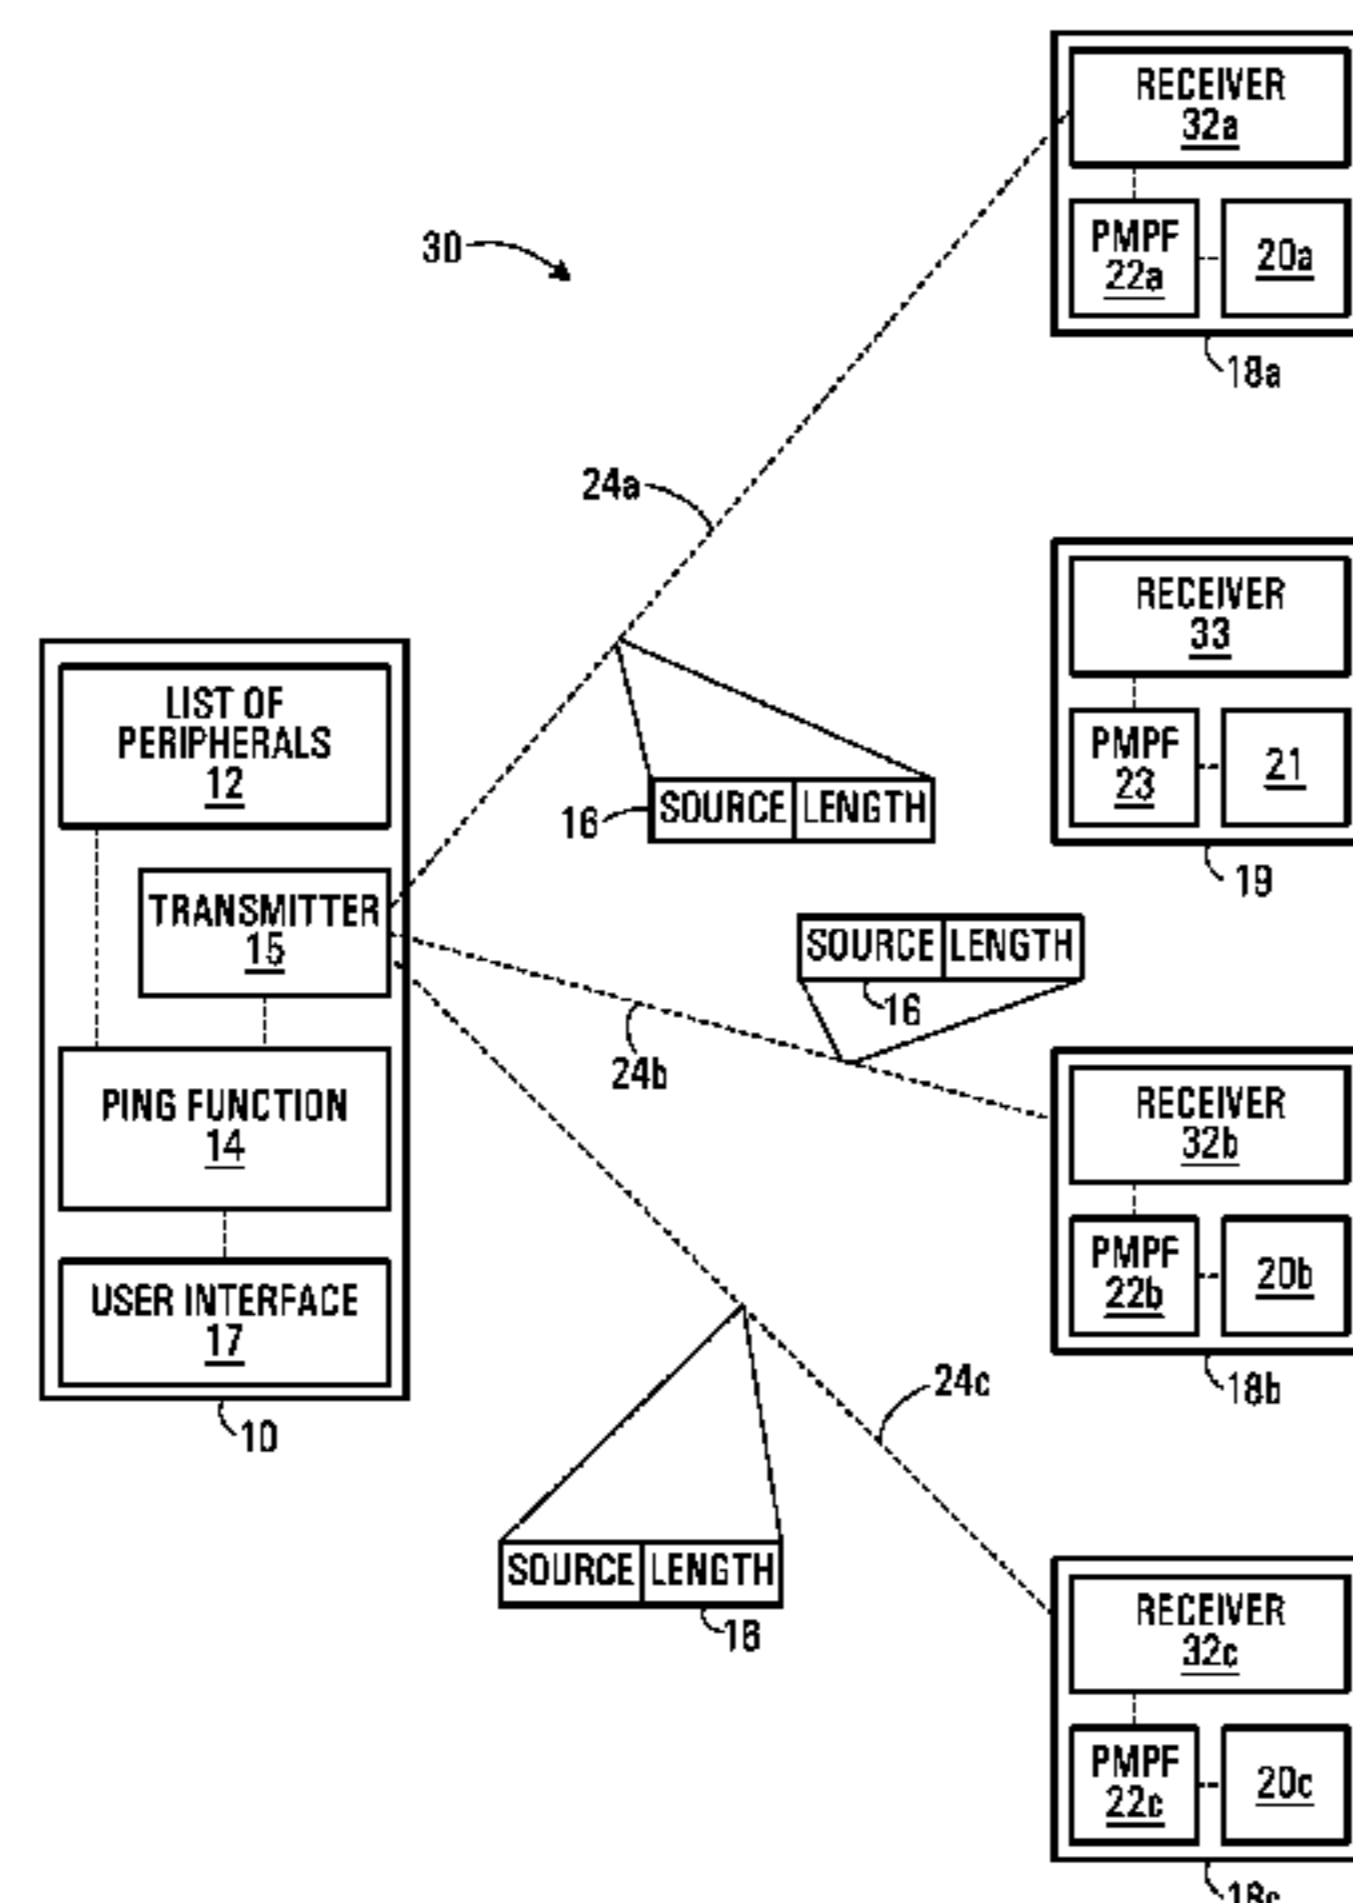 RECEIVER
32a
PMPF
22a
20a
18a
30
24a
RECEIVER
33
PMPF
23
21
19
LIST OF
PERIPHERALS
12
16
SOURCE LENGTH
TRANSMITTER
15
SOURCE LENGTH
16
24b
PING FUNCTION
14
RECEIVER
32b
PMPF
22b
20b
18b
USER INTERFACE
17
10
24c
SOURCE LENGTH
16
RECEIVER
32c
PMPF
22c
20c
18c